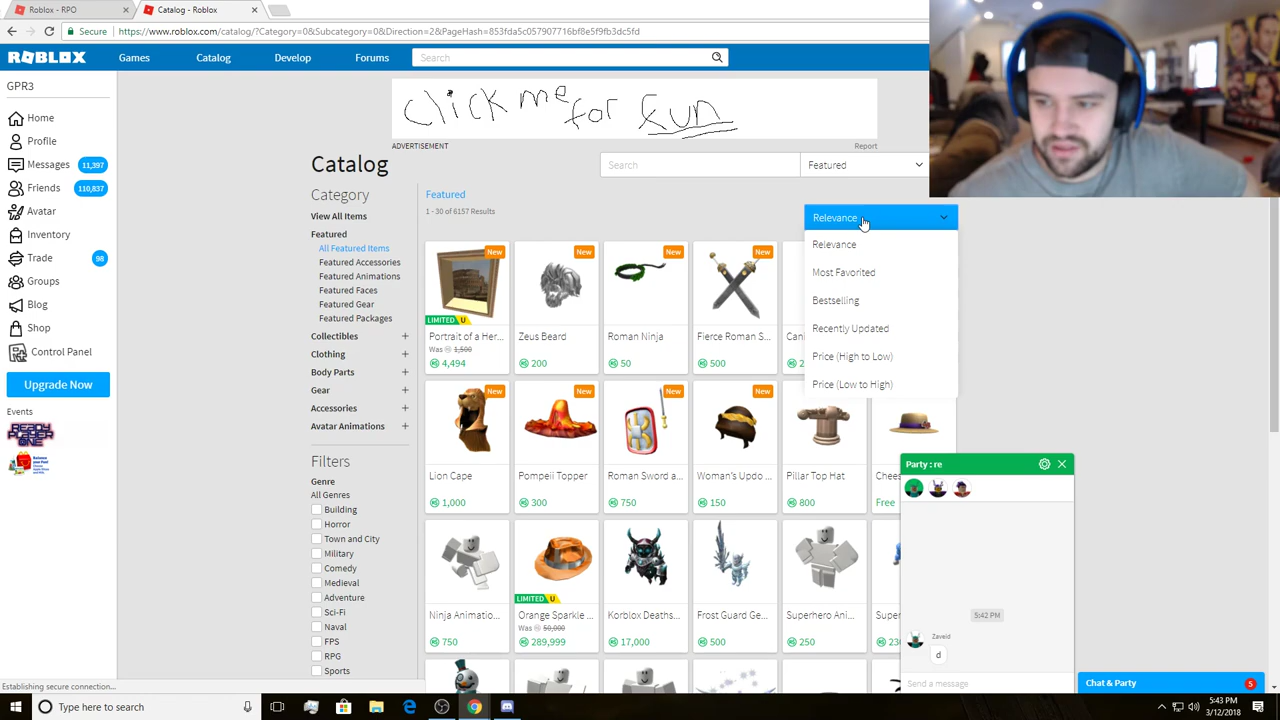 Roblox - RPO
Catalog - Roblox
Secure
https://www.roblox.com/catalog/?Category=0&Subcategory=0&Direction=2&PageHash=853fda5c057907716bf8e5f9fb3dc5fd
ROBLOX
Games
Catalog
Develop
Forums
Search
GPR3
Home
Profile
Messages 11,397
Friends 110,837
Avatar
Inventory
Trade 98
Groups
Blog
Shop
Control Panel
Upgrade Now
Events
READY PLAYER ONE
click me for fun
ADVERTISEMENT
Report
Catalog
Search
Featured
Category
View All Items
Featured
All Featured Items
Featured Accessories
Featured Animations
Featured Faces
Featured Gear
Featured Packages
Collectibles +
Clothing +
Body Parts +
Gear +
Accessories +
Avatar Animations +
Filters
Genre
All Genres
Building
Horror
Town and City
Military
Comedy
Medieval
Adventure
Sci-Fi
Naval
FPS
RPG
Sports
Featured
1 - 30 of 6157 Results
Relevance
Relevance
Most Favorited
Bestselling
Recently Updated
Price (High to Low)
Price (Low to High)
New
New
New
New
LIMITED U
Portrait of a Her...
Was 1,500
4,494
Zeus Beard
200
Roman Ninja
50
Fierce Roman S...
500
New
New
New
New
Lion Cape
1,000
Pompeii Topper
300
Roman Sword a...
750
Woman's Updo ...
150
Pillar Top Hat
800
Free
Ninja Animatio...
750
LIMITED U
Orange Sparkle ...
Was 50,000
289,999
Korblox Deaths...
17,000
Frost Guard Ge...
500
Superhero Ani...
250
Party : re
5:42 PM
Zaveid
d
Send a message
Chat & Party 5
Establishing secure connection...
Type here to search
5:43 PM
3/12/2018